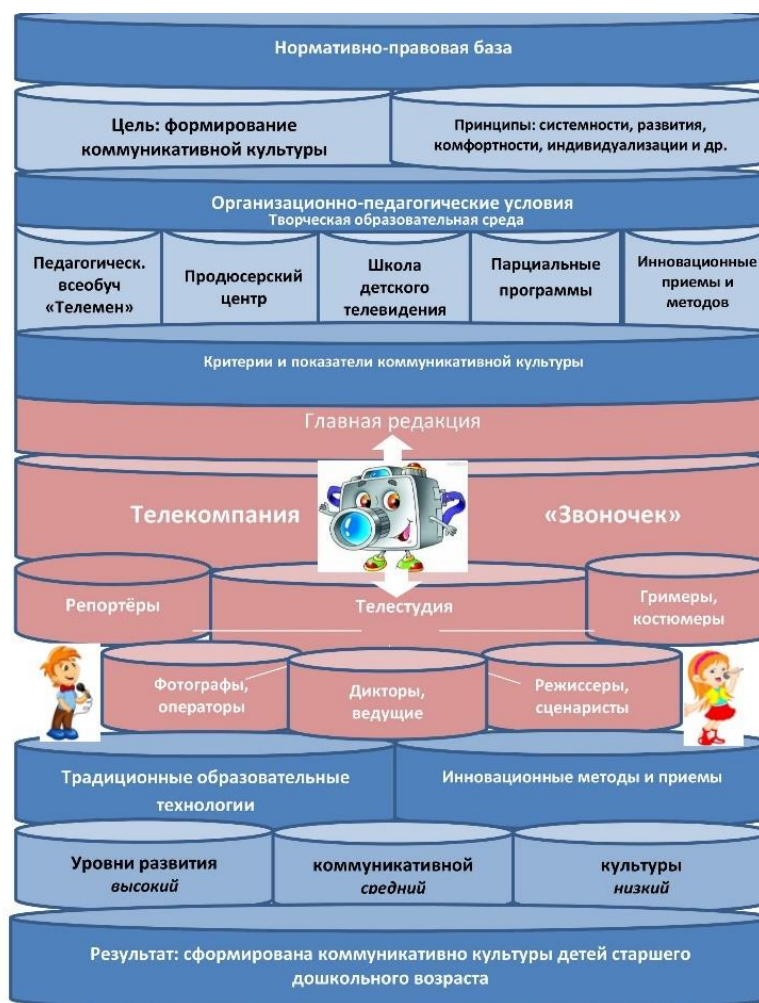 Нормативно-правовая база
Цель: формирование
коммуникативной культуры
Принципы: системности, развития,
комфортности, индивидуализации и др.
Организационно-педагогические условия
Творческая образовательная среда
Педагогическ.
всеобуч
«Телемен»
Продюсерский
центр
Школа
детского
телевидения
Парциальные
программы
Инновационные
приемы и
методов
Критерии и показатели коммуникативной культуры
Главная редакция
Телекомпания «Звоночек»
Репортёры
Телестудия
Гримеры,
костюмеры
Фотографы,
операторы
Дикторы,
ведущие
Режиссеры,
сценаристы
Традиционные образовательные
технологии
Инновационные методы и приемы
Уровни развития коммуникативной культуры
высокий средний низкий
Результат: сформирована коммуникативно культуры детей старшего
дошкольного возраста